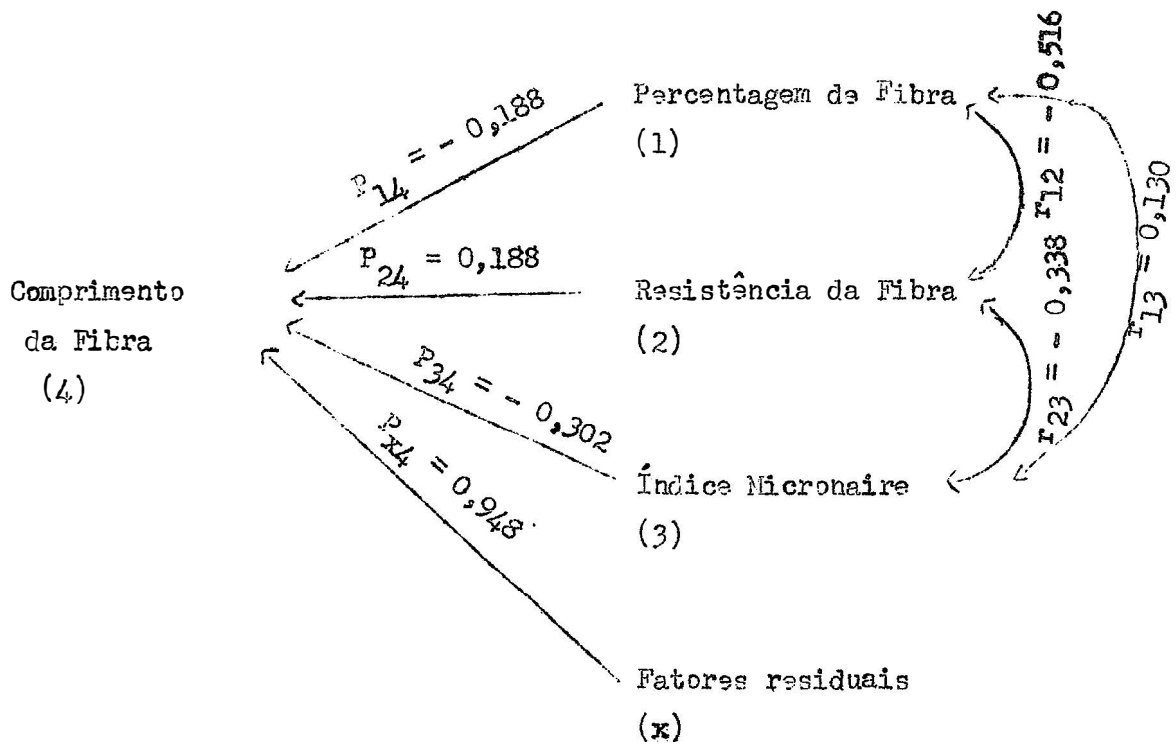 Percentagem de Fibra
(1)
P14 = - 0,188
r12 = - 0,516
r13 = 0,130
P24 = 0,188
Resistência da Fibra
(2)
Comprimento
da Fibra
(4)
r23 = - 0,338
P34 = - 0,302
Índice Micronaire
(3)
Px4 = 0,948
Fatores residuais
(x)